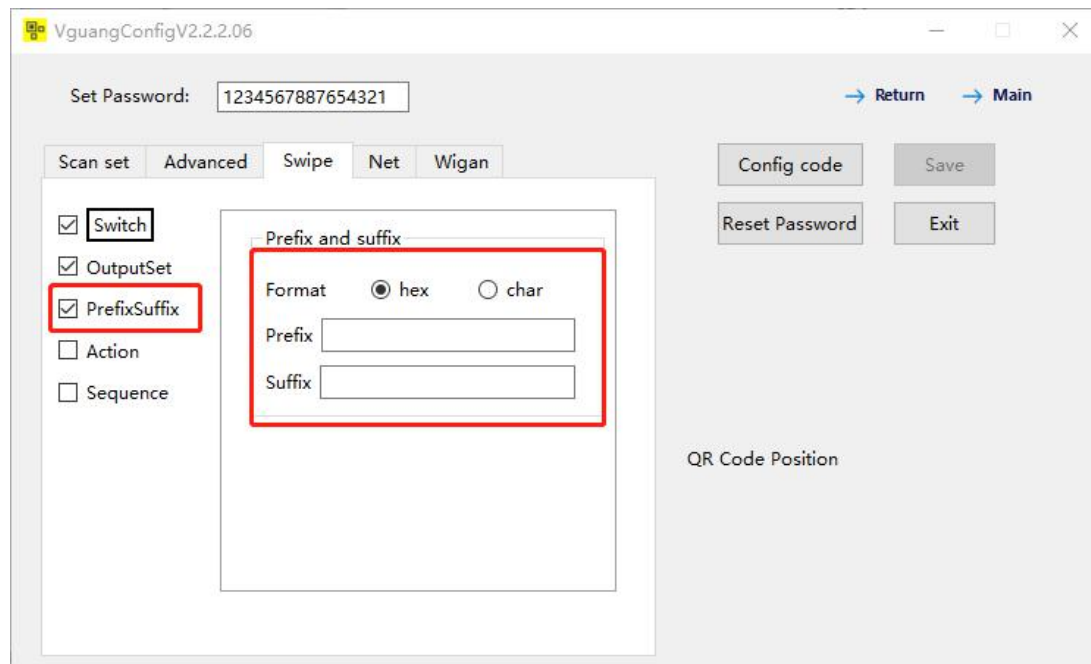 VguangConfigV2.2.2.06
Set Password: 1234567887654321
Return Main
Scan set Advanced Swipe Net Wigan
Config code Save
Reset Password Exit
Switch
OutputSet
PrefixSuffix
Action
Sequence
Prefix and suffix
Format hex char
Prefix
Suffix
QR Code Position